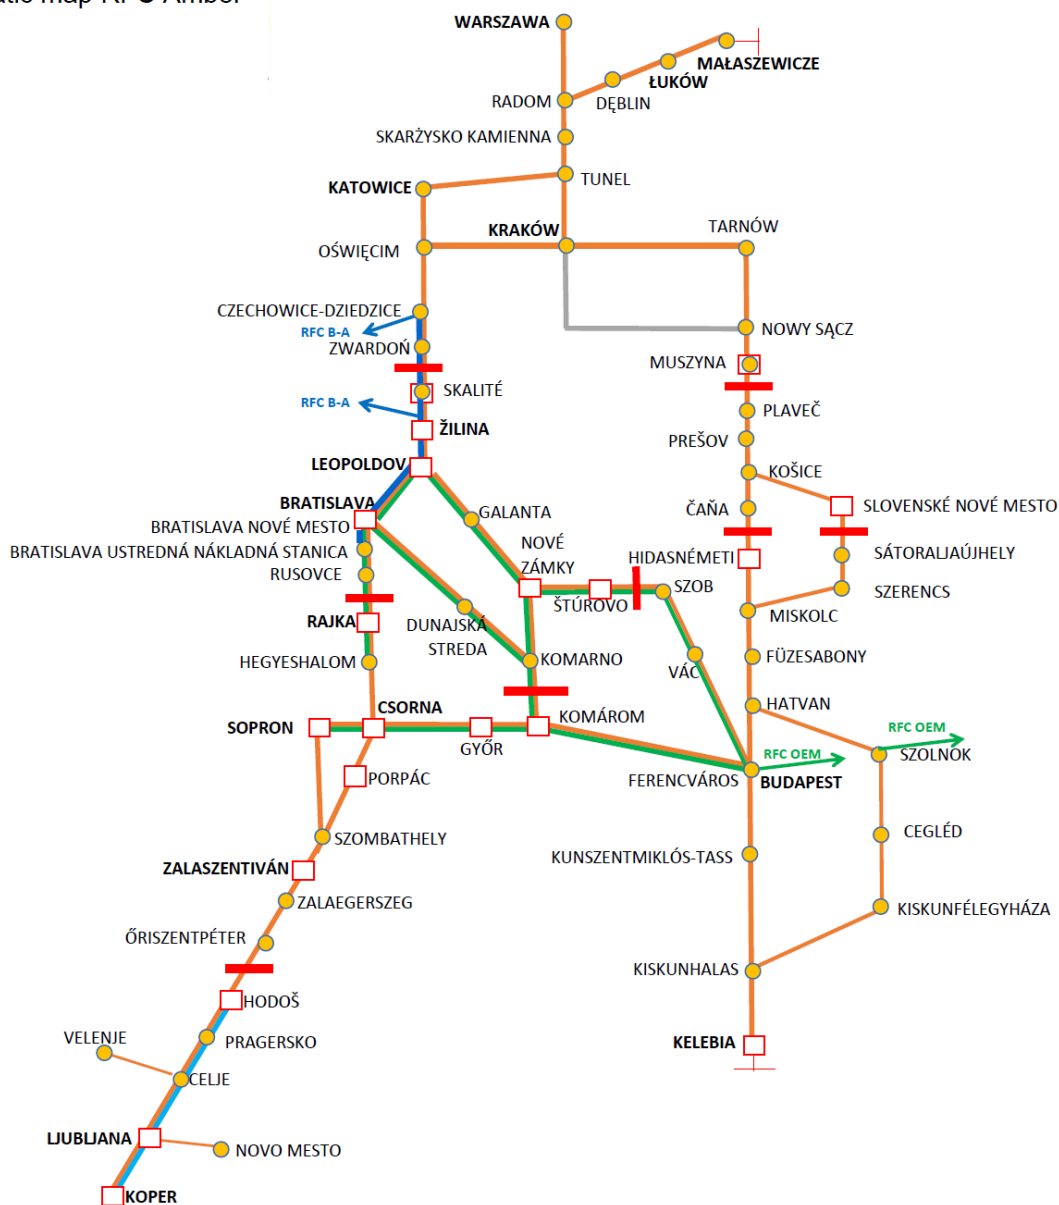 WARSZAWA
MAŁASZEWICZE
ŁUKÓW
RADOM
DĘBLIN
SKARŻYSKO KAMIENNA
TUNEL
KATOWICE
KRAKÓW
TARNÓW
OŚWIĘCIM
CZECHOWICE-DZIEDZICE
RFC B-A
NOWY SĄCZ
ZWARDOŃ
MUSZYNA
SKALITÉ
RFC B-A
PLAVEČ
ŽILINA
PREŠOV
LEOPOLDOV
KOŠICE
BRATISLAVA
GALANTA
ČAŇA
SLOVENSKÉ NOVÉ MESTO
BRATISLAVA NOVÉ MESTO
NOVÉ
ZÁMKY
BRATISLAVA USTREDNÁ NÁKLADNÁ STANICA
HIDASNÉMETI
SÁTORALJAÚJHELY
RUSOVCE
SZOB
SZERENCS
ŠTÚROVO
RAJKA
DUNAJSKÁ
STREDA
MISKOLC
HEGYESHALOM
KOMARNO
VÁC
FÜZESABONY
CSORNA
HATVAN
SOPRON
KOMÁROM
RFC OEM
GYŐR
RFC OEM
SZOLNOK
PORPÁC
FERENCVÁROS
BUDAPEST
SZOMBATHELY
CEGLÉD
KUNSZENTMIKLÓS-TASS
ZALASZENTIVÁN
ZALAEGERSZEG
KISKUNFÉLEGYHÁZA
ŐRISZENTPÉTER
KISKUNHALAS
HODOŠ
VELENJE
PRAGERSKO
KELEBIA
CELJE
LJUBLJANA
NOVO MESTO
KOPER